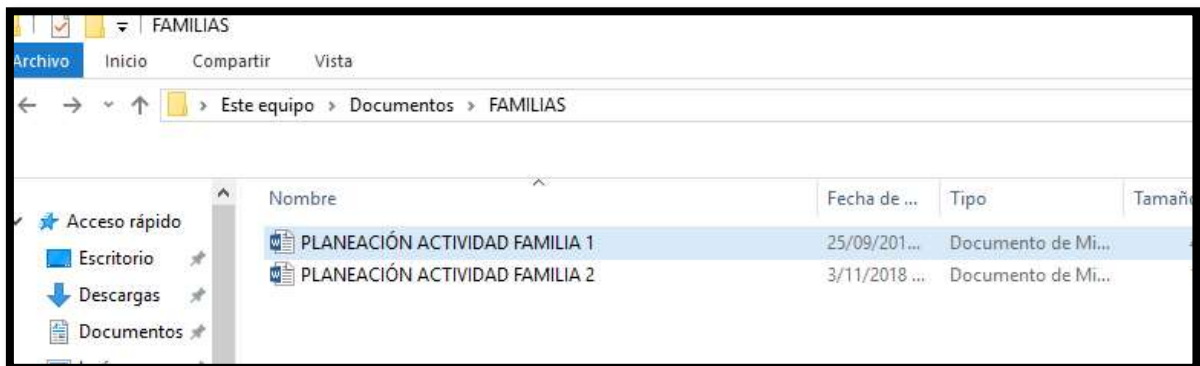 FAMILIAS
Archivo Inicio Compartir Vista
Este equipo > Documentos > FAMILIAS
Nombre Fecha de ... Tipo Tamaño
Acceso rápido
PLANEACIÓN ACTIVIDAD FAMILIA 1 25/09/201... Documento de Mi...
Escritorio
PLANEACIÓN ACTIVIDAD FAMILIA 2 3/11/2018 ... Documento de Mi...
Descargas
Documentos